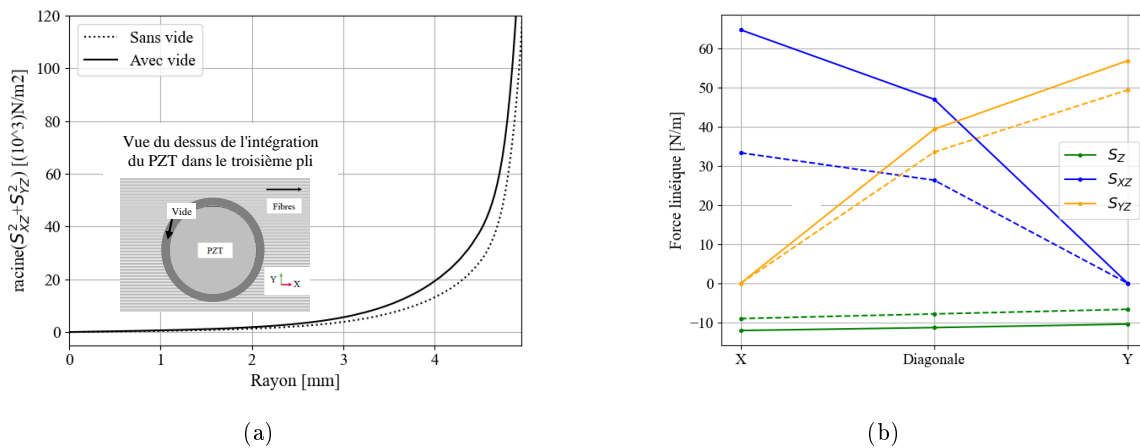 120
100
80
60
40
20
0
racine(S²XZ+S²YZ) [(10^3)N/m2]
Sans vide
Avec vide
Vue du dessus de l'intégration
du PZT dans le troisième pli
Vide
Fibres
PZT
Y
X
0 1 2 3 4
Rayon [mm]
(a)
60
50
40
30
20
10
0
−10
Force linéique [N/m]
SZ
SXZ
SYZ
X Diagonale Y
(b)